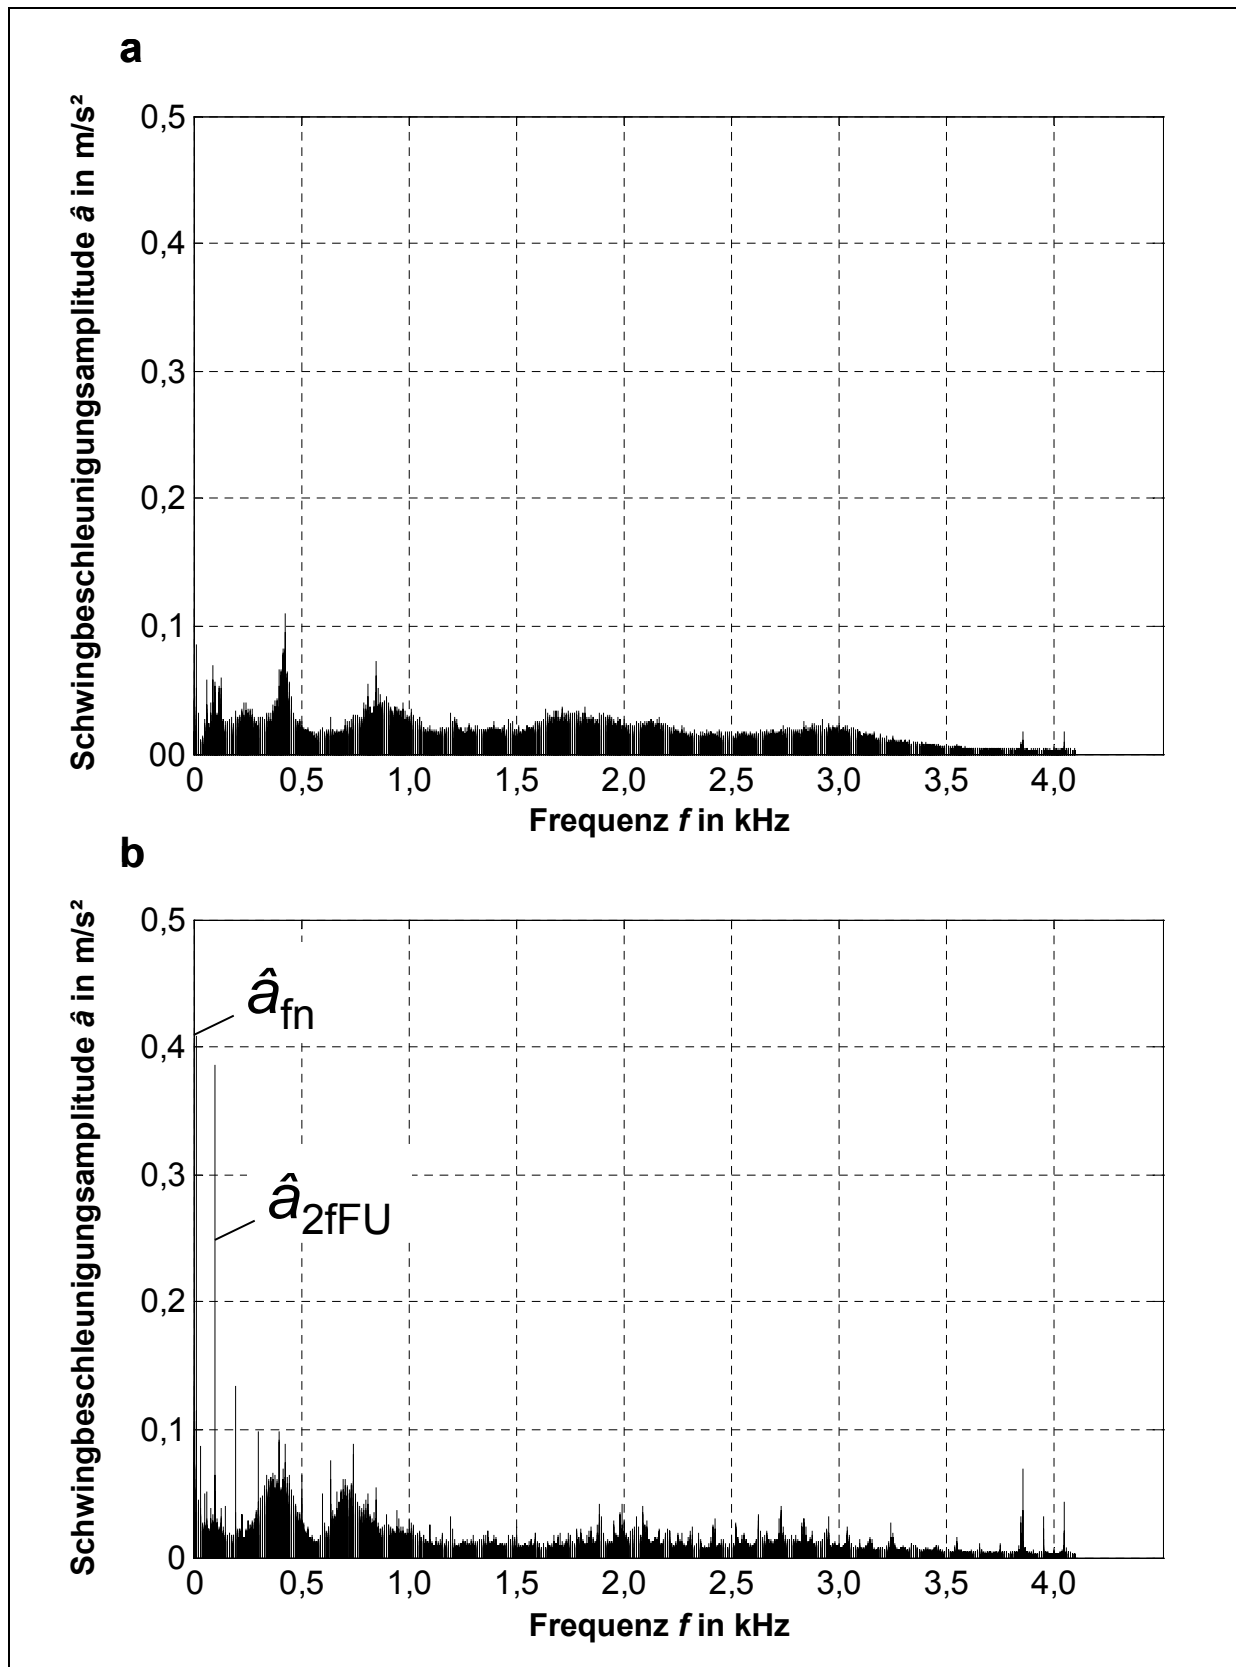 a
Schwingbeschleunigungsamplitude â in m/s²
0,5
0,4
0,3
0,2
0,1
00
0 0,5 1,0 1,5 2,0 2,5 3,0 3,5 4,0
Frequenz f in kHz
b
Schwingbeschleunigungsamplitude â in m/s²
0,5
0,4
0,3
0,2
0,1
0
â fn
â 2fFU
0 0,5 1,0 1,5 2,0 2,5 3,0 3,5 4,0
Frequenz f in kHz